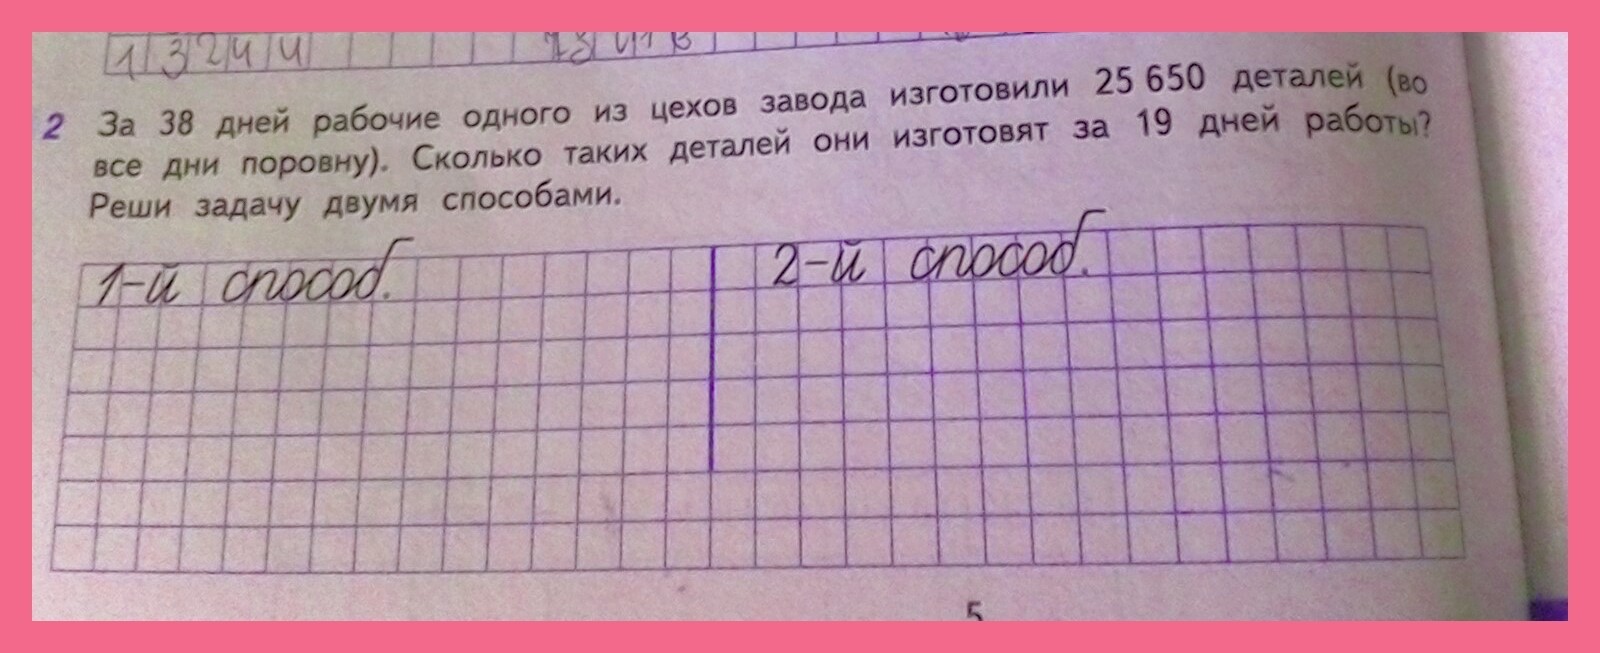 13244
2 За 38 дней рабочие одного из цехов завода изготовили 25 650 деталей (во
все дни поровну). Сколько таких деталей они изготовят за 19 дней работы?
Реши задачу двумя способами.
1-й способ. 2-й способ.
5